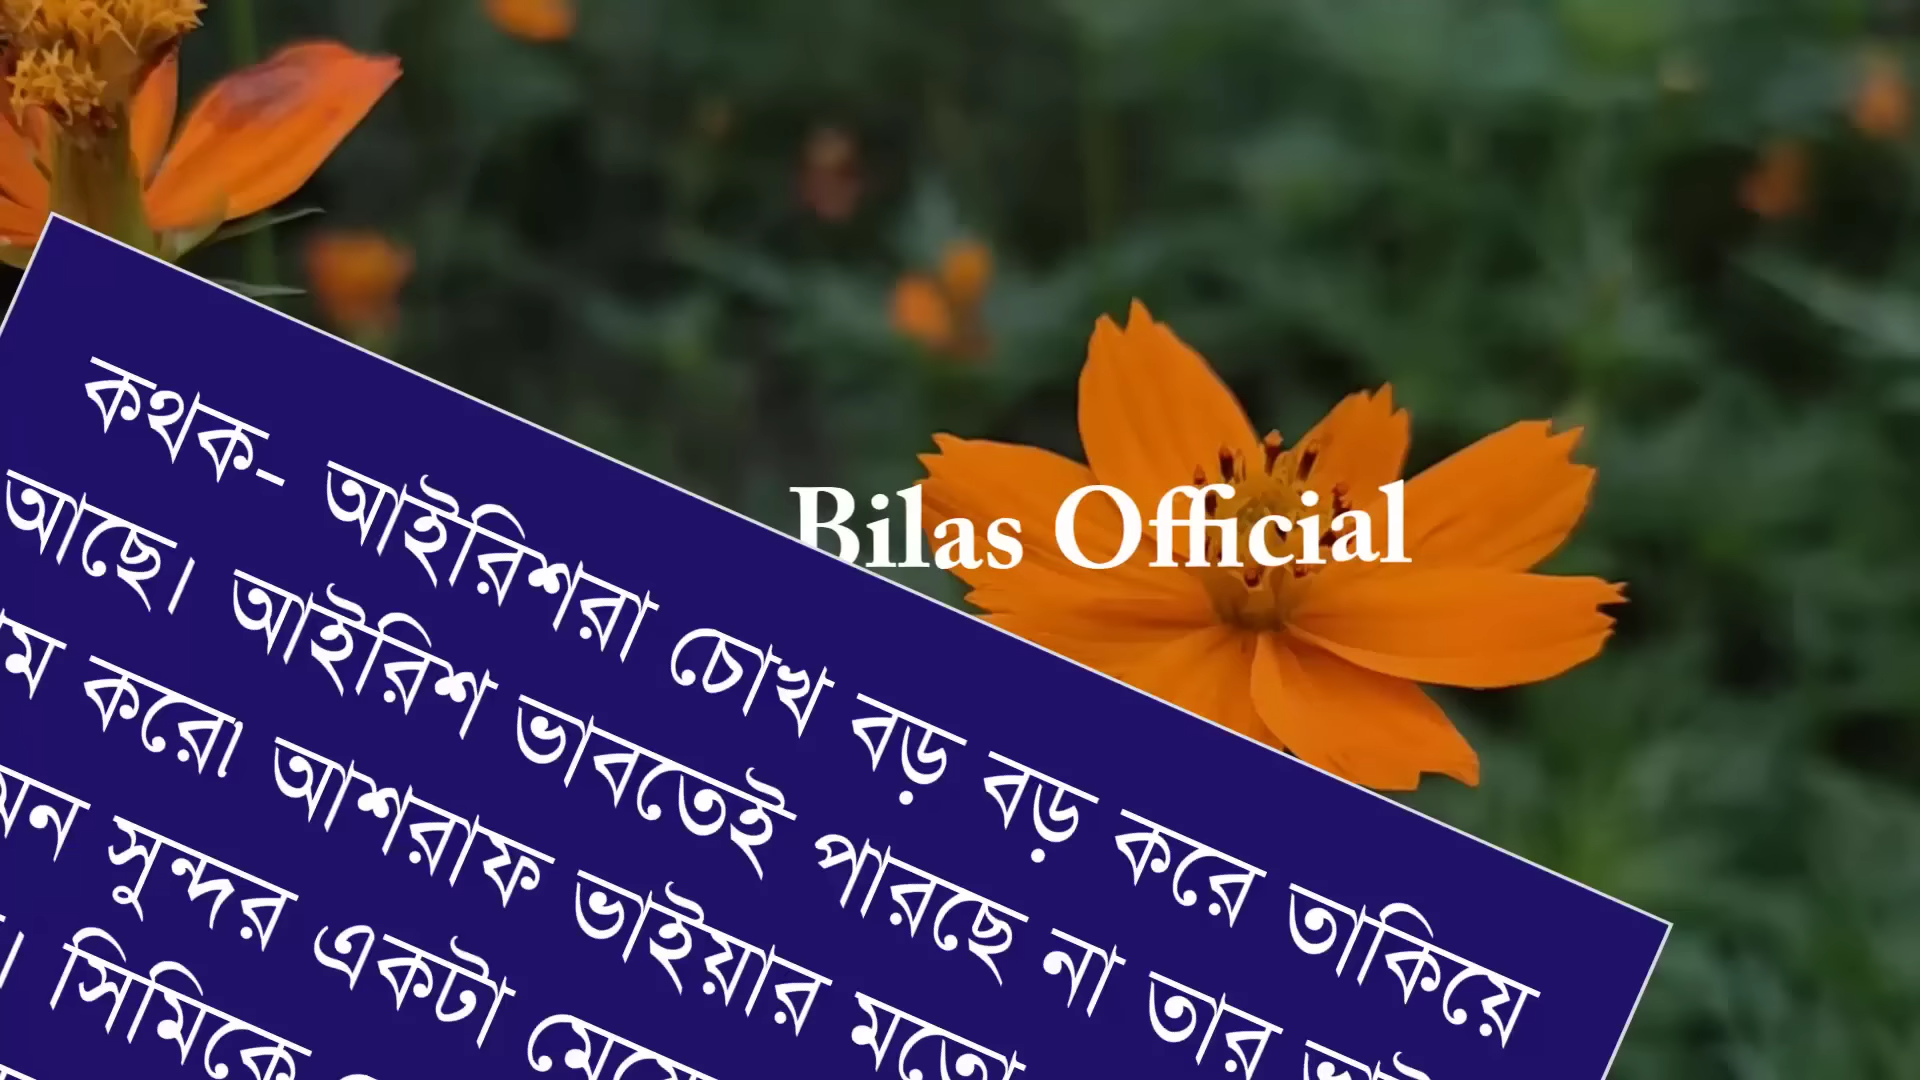 Bilas Official
কথক- আইরিশরা চোখ বড় বড় করে তাকিয়ে
আছে। আইরিশ ভাবতেই পারছে না তার
করো আশরাফ ভাইয়ার মতো
সুন্দর একটা
সিমিকে